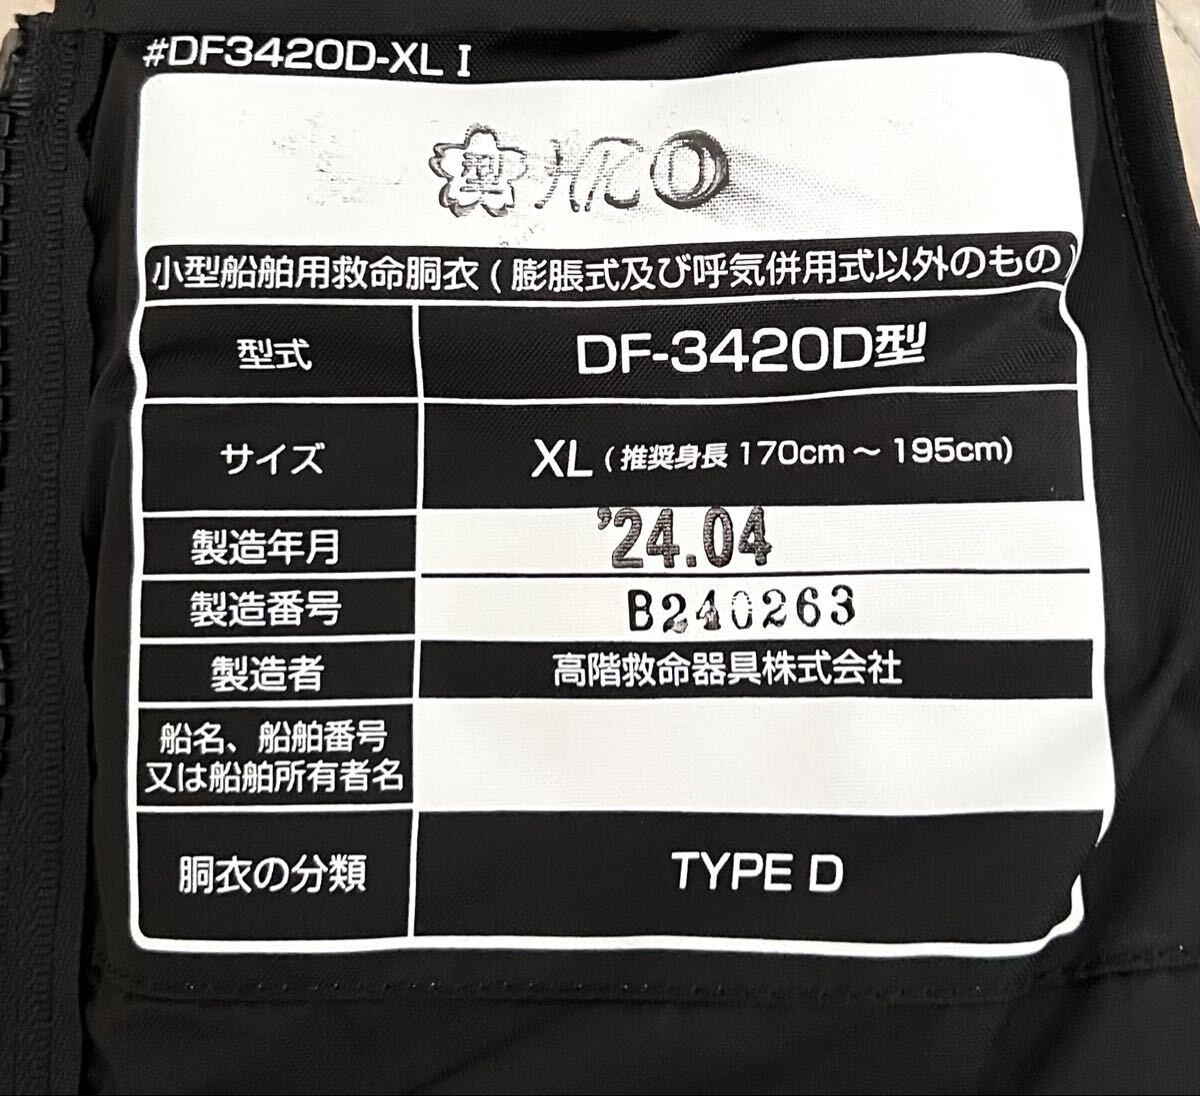 #DF3420D-XL I
型 HK O
小型船舶用救命胴衣 ( 膨脹式及び呼気併用式以外のもの )
型式 DF-3420D型
サイズ XL ( 推奨身長 170cm ～ 195cm)
製造年月 '24.04
製造番号 B240263
製造者 高階救命器具株式会社
船名、船舶番号
又は船舶所有者名
胴衣の分類 TYPE D